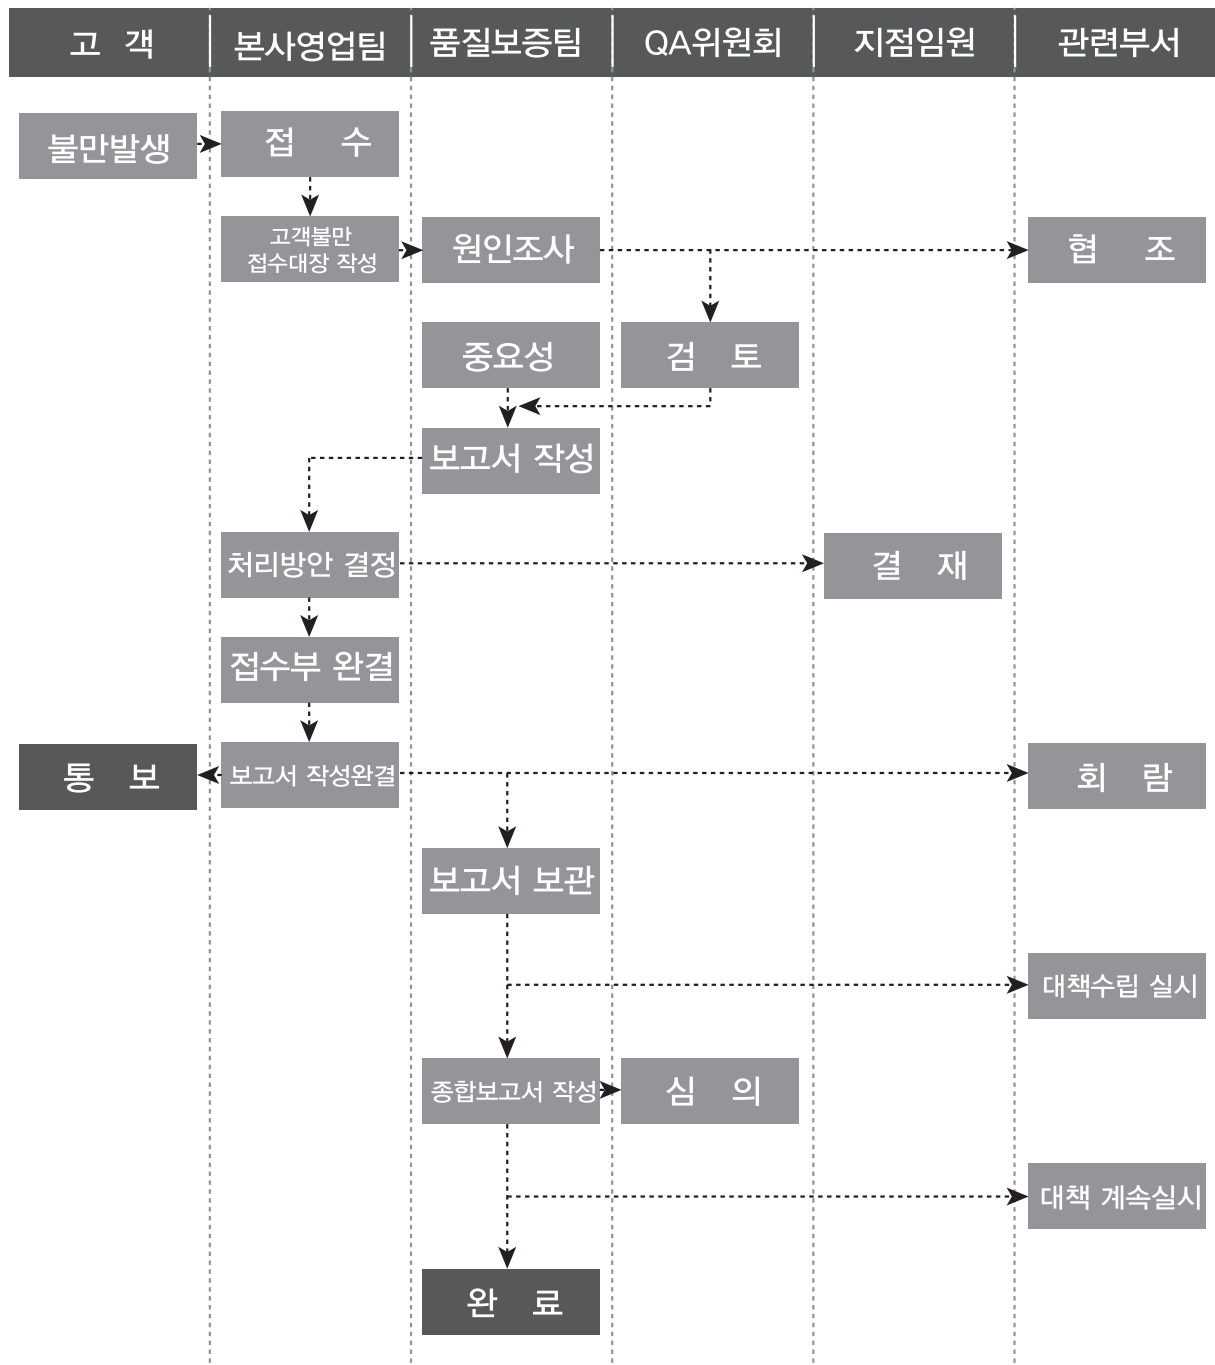 고 객
본사영업팀
품질보증팀
QA위원회
지점임원
관련부서
불만발생
접 수
고객불만
접수대장 작성
원인조사
협 조
중요성
검 토
보고서 작성
처리방안 결정
결 재
접수부 완결
통 보
보고서 작성완결
회 람
보고서 보관
대책수립 실시
종합보고서 작성
심 의
대책 계속실시
완 료